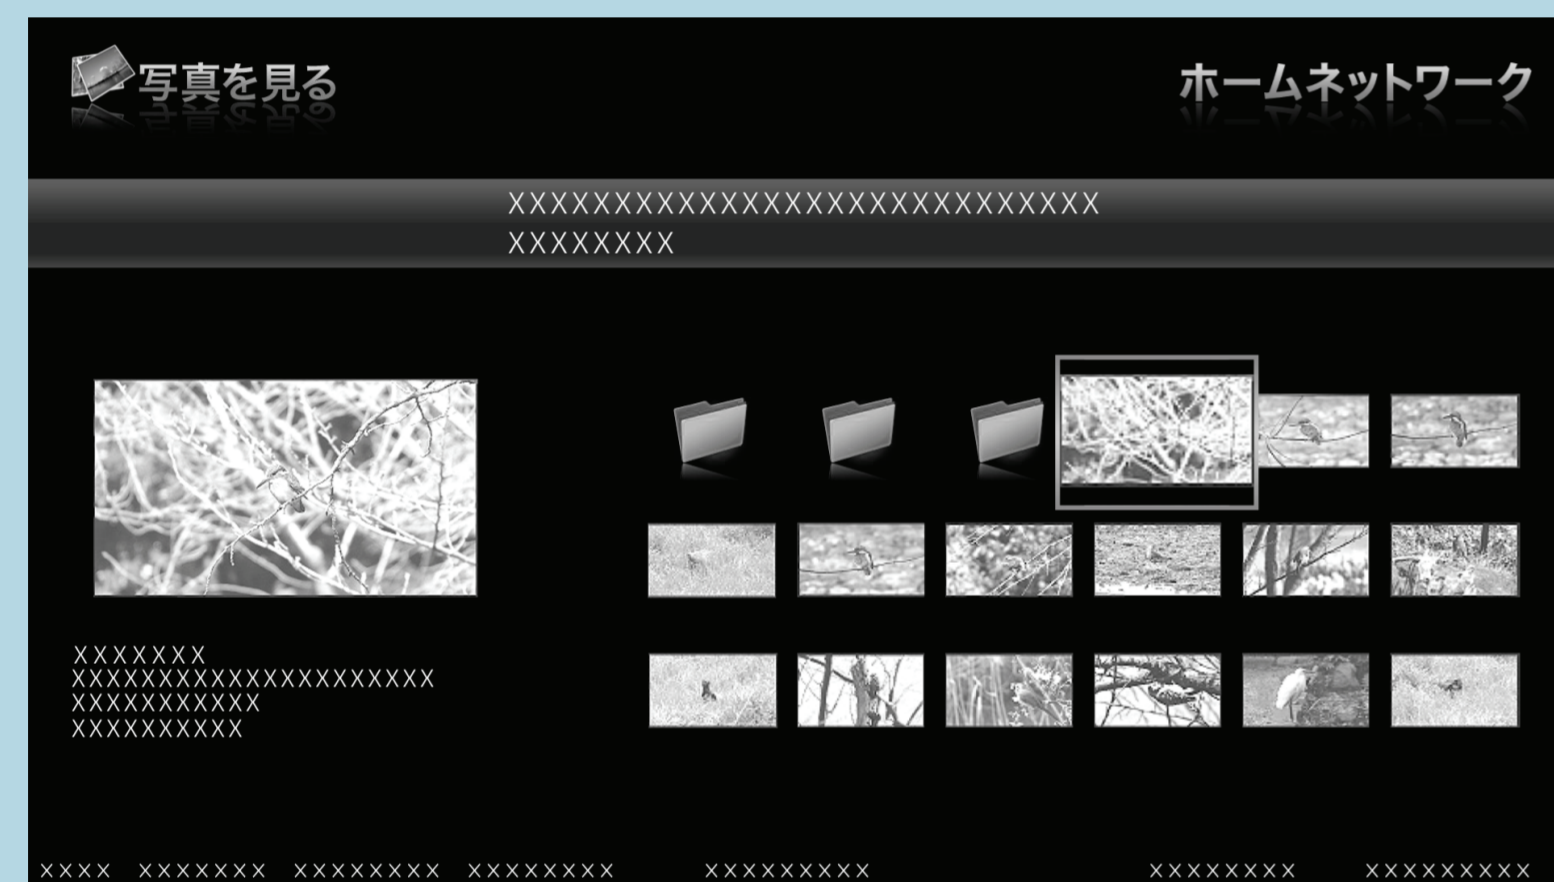 写真を見る
ホームネットワーク
XXXXXXXXXXXXXXXXXXXXXXXXXXXX
XXXXXXXX
XXXXXXX
XXXXXXXXXXXXXXXXXXXX
XXXXXXXXXXX
XXXXXXXXXX
XXXX XXXXXXX XXXXXXXX XXXXXXXX XXXXXXXXX XXXXXXXX XXXXXXXXX